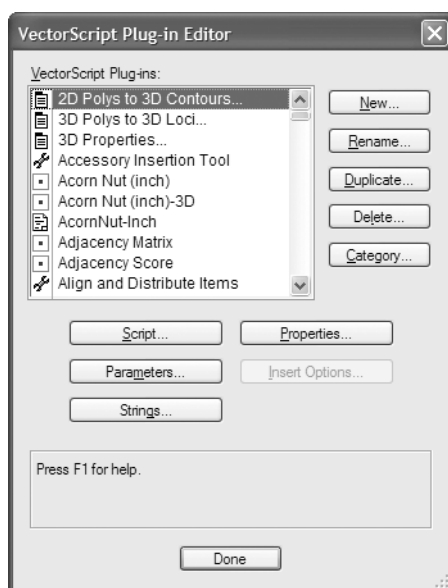 VectorScript Plug-in Editor
VectorScript Plug-ins:
2D Polys to 3D Contours...
3D Polys to 3D Loci...
3D Properties...
Accessory Insertion Tool
Acorn Nut (inch)
Acorn Nut (inch)-3D
AcornNut-Inch
Adjacency Matrix
Adjacency Score
Align and Distribute Items
New...
Rename...
Duplicate...
Delete...
Category...
Script...
Properties...
Parameters...
Insert Options...
Strings...
Press F1 for help.
Done